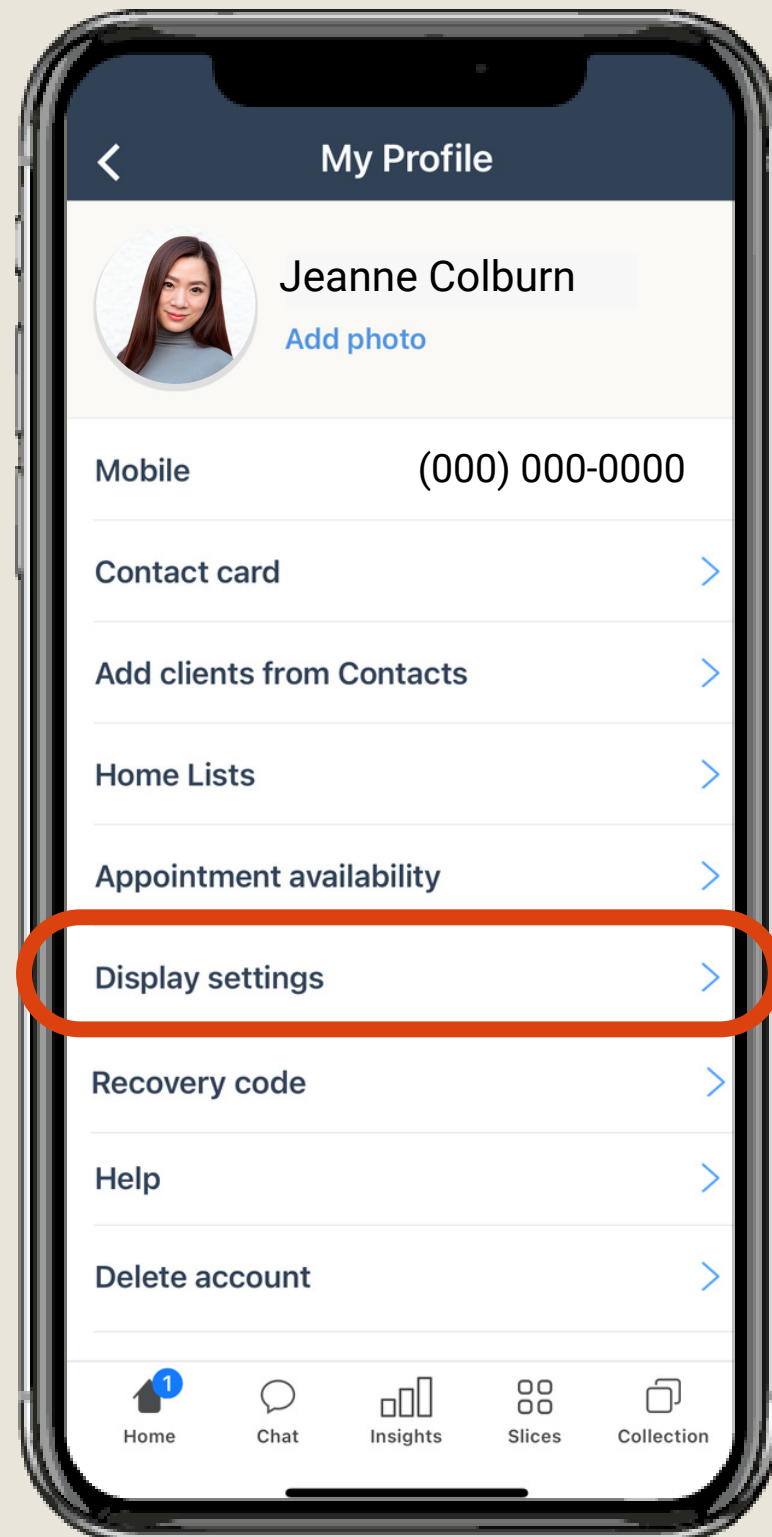 My Profile
Jeanne Colburn
Add photo
Mobile (000) 000-0000
Contact card
Add clients from Contacts
Home Lists
Appointment availability
Display settings
Recovery code
Help
Delete account
1
Home Chat Insights Slices Collection